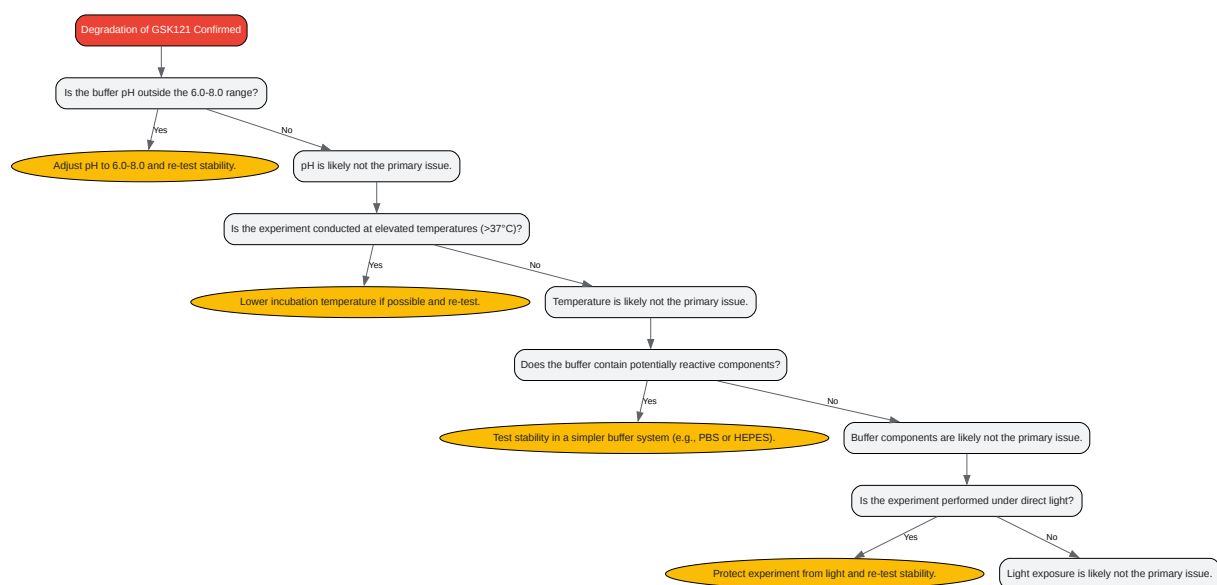 Degradation of GSK121 Confirmed
Is the buffer pH outside the 6.0-8.0 range?
Yes
No
Adjust pH to 6.0-8.0 and re-test stability.
pH is likely not the primary issue.
Is the experiment conducted at elevated temperatures (>37°C)?
Yes
No
Lower incubation temperature if possible and re-test.
Temperature is likely not the primary issue.
Does the buffer contain potentially reactive components?
Yes
No
Test stability in a simpler buffer system (e.g., PBS or HEPES).
Buffer components are likely not the primary issue.
Is the experiment performed under direct light?
Yes
No
Protect experiment from light and re-test stability.
Light exposure is likely not the primary issue.